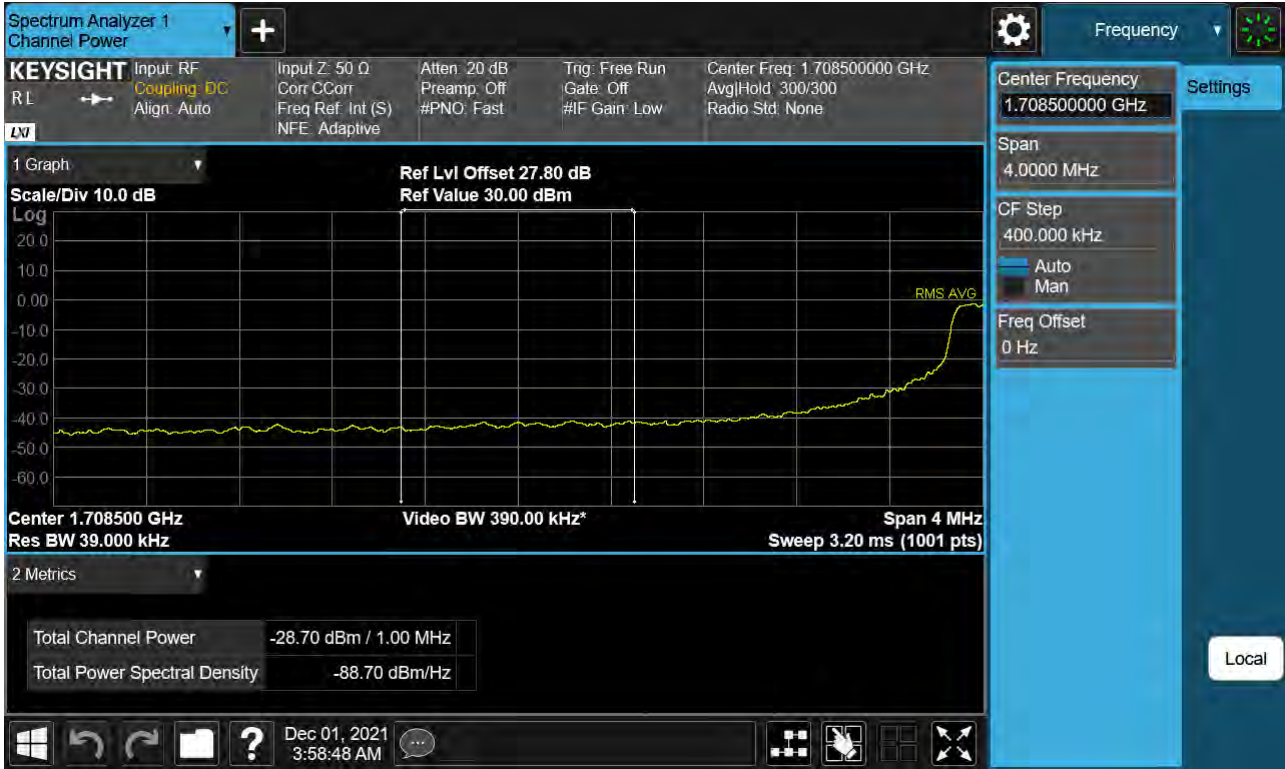 Spectrum Analyzer 1
Channel Power
+
Frequency
KEYSIGHT
RL
LXI
Input: RF
Coupling: DC
Align: Auto
Input Z: 50 Ω
Corr CCorr
Freq Ref: Int (S)
NFE: Adaptive
Atten: 20 dB
Preamp: Off
#PNO: Fast
Trig: Free Run
Gate: Off
#IF Gain: Low
Center Freq: 1.708500000 GHz
Avg|Hold: 300/300
Radio Std: None
Center Frequency
1.708500000 GHz
Settings
Span
4.0000 MHz
CF Step
400.000 kHz
Auto
Man
Freq Offset
0 Hz
Local
1 Graph
Scale/Div 10.0 dB
Ref Lvl Offset 27.80 dB
Ref Value 30.00 dBm
Log
20.0
10.0
0.00
-10.0
-20.0
-30.0
-40.0
-50.0
-60.0
RMS AVG
Center 1.708500 GHz
Video BW 390.00 kHz*
Span 4 MHz
Res BW 39.000 kHz
Sweep 3.20 ms (1001 pts)
2 Metrics
Total Channel Power -28.70 dBm / 1.00 MHz
Total Power Spectral Density -88.70 dBm/Hz
?
Dec 01, 2021
3:58:48 AM